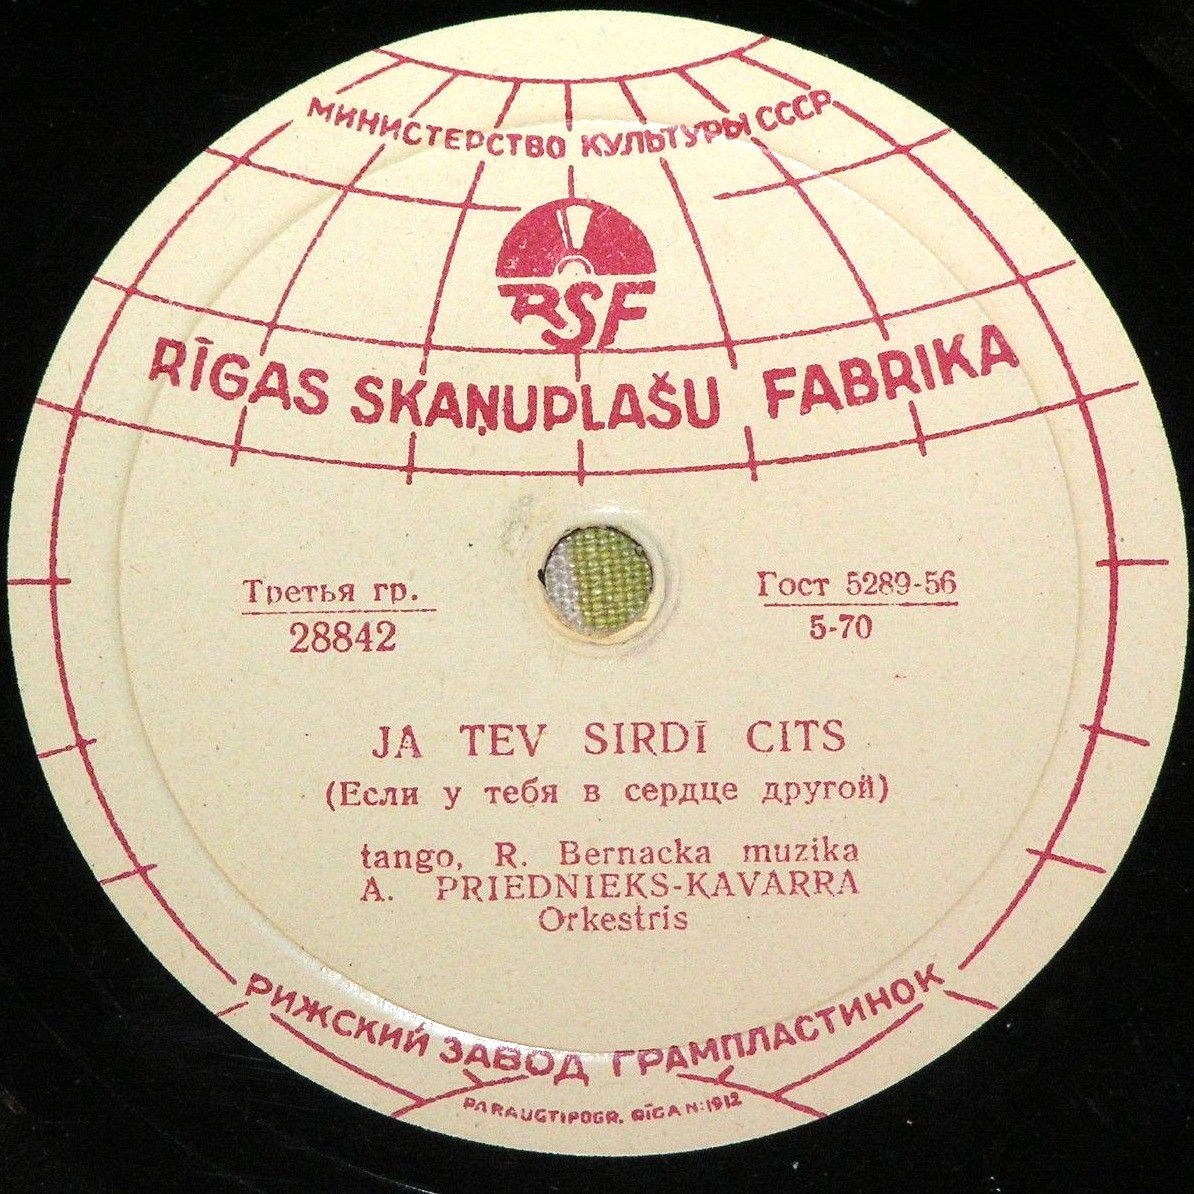 МИНИСТЕРСТВО КУЛЬТУРЫ СССР
RSF
RĪGAS SKAŅUPLAŠU FABRIKA
Третья гр.
28842
Гост 5289-56
5-70
JA TEV SIRDĪ CITS
(Если у тебя в сердце другой)
tango, R. Bernacka muzika
A. PRIEDNIEKS-KAVARRA
Orkestris
РИЖСКИЙ ЗАВОД ГРАМПЛАСТИНОК
PARAUGTIPOGR. RĪGA N:1912